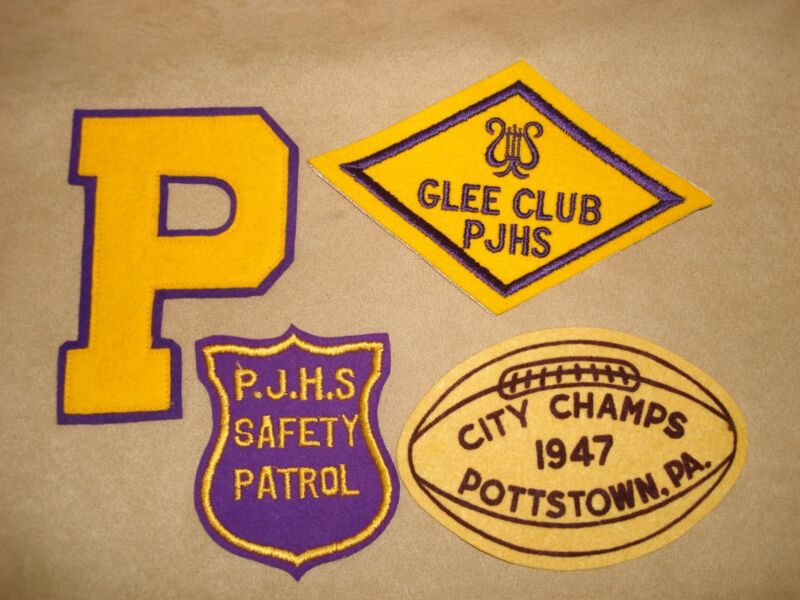 P
GLEE CLUB
PJHS
P.J.H.S
SAFETY
PATROL
CITY CHAMPS
1947
POTTSTOWN, PA.